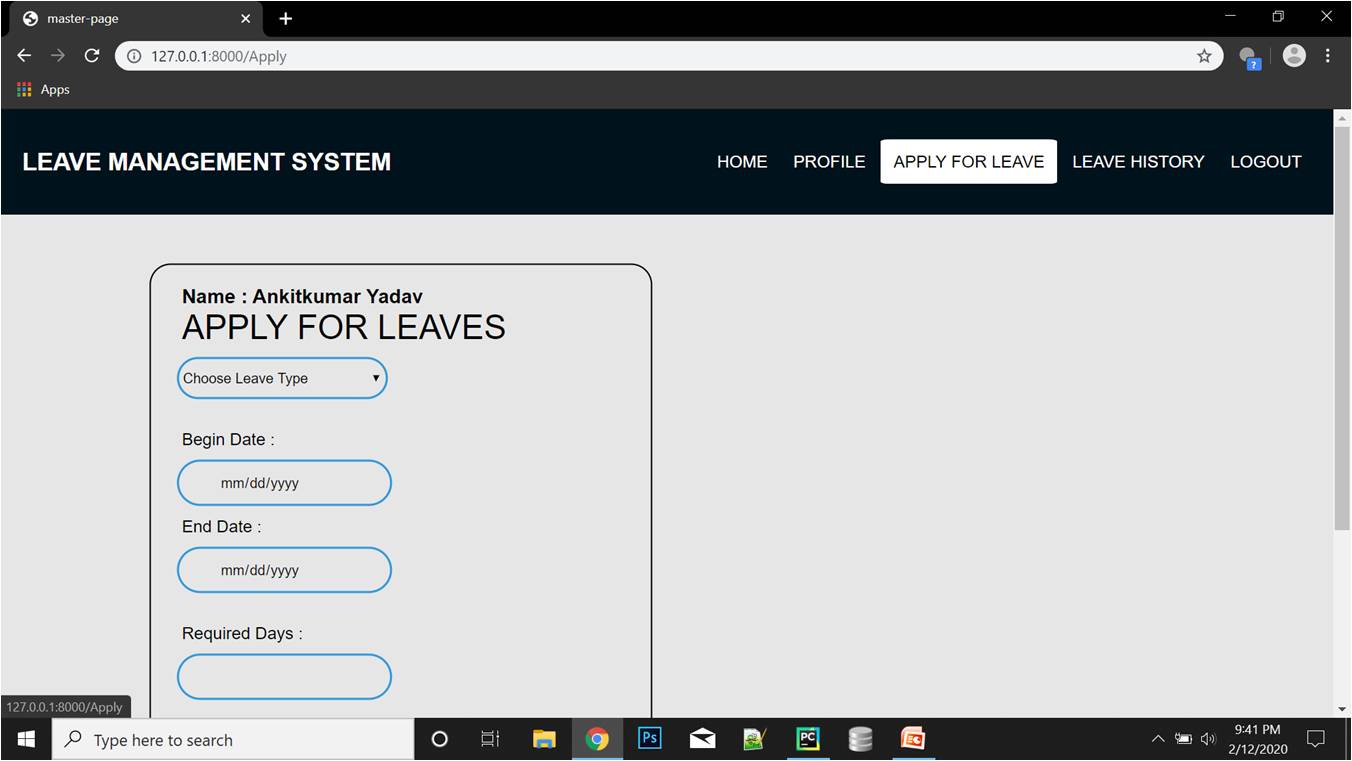 master-page
127.0.0.1:8000/Apply
?
Apps
LEAVE MANAGEMENT SYSTEM
HOME PROFILE APPLY FOR LEAVE LEAVE HISTORY LOGOUT
Name : Ankitkumar Yadav
APPLY FOR LEAVES
Choose Leave Type
Begin Date :
mm/dd/yyyy
End Date :
mm/dd/yyyy
Required Days :
127.0.0.1:8000/Apply
Type here to search
Ps
PC
9:41 PM
2/12/2020